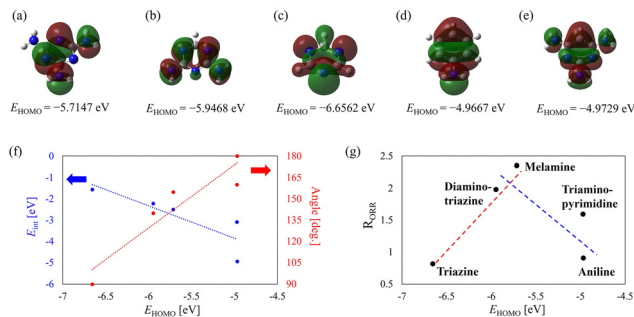 (a) (b) (c) (d) (e)
E_HOMO = −5.7147 eV E_HOMO = −5.9468 eV E_HOMO = −6.6562 eV E_HOMO = −4.9667 eV E_HOMO = −4.9729 eV
(f)
0
-1
-2
-3
-4
-5
-6
E_int [eV]
180
165
150
135
120
105
90
Angle [deg.]
-7 -6.5 -6 -5.5 -5 -4.5
E_HOMO [eV]
(g)
2.5
2
1.5
1
0.5
0
R_ORR
Melamine
Diamino-
triazine
Triamino-
pyrimidine
Triazine
Aniline
-7 -6.5 -6 -5.5 -5 -4.5
E_HOMO [eV]